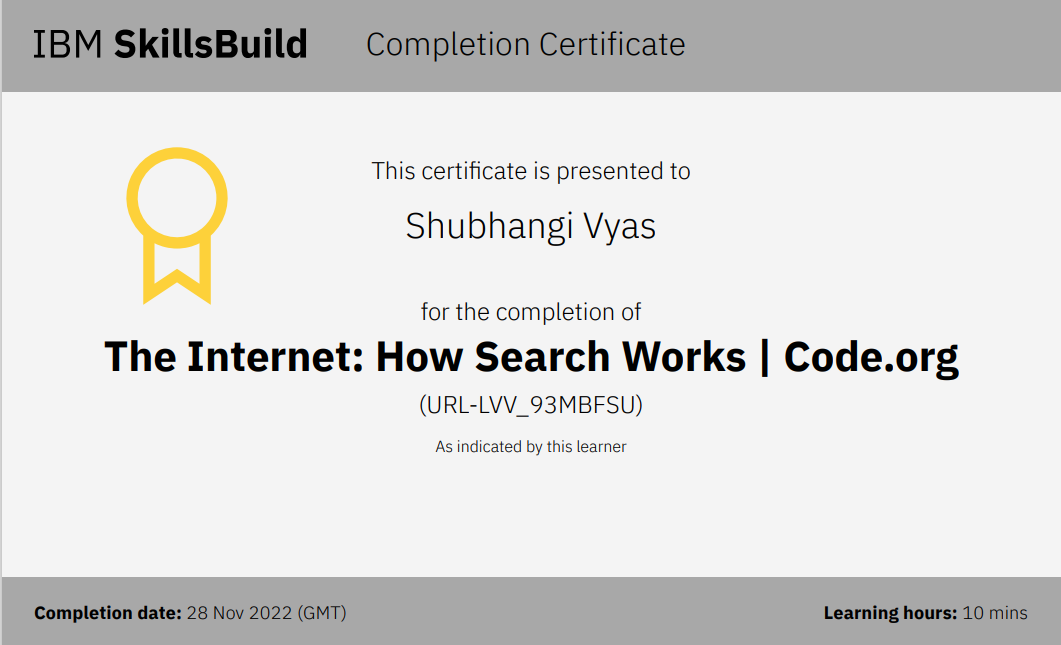 IBM SkillsBuild Completion Certificate
This certificate is presented to
Shubhangi Vyas
for the completion of
The Internet: How Search Works | Code.org
(URL-LVV_93MBFSU)
As indicated by this learner
Completion date: 28 Nov 2022 (GMT)
Learning hours: 10 mins